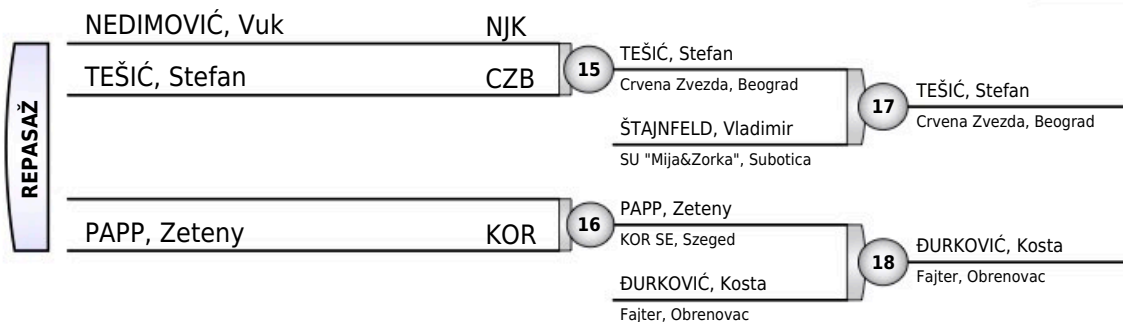 REPASAŽ
NEDIMOVIĆ, Vuk NJK
TEŠIĆ, Stefan CZB
15
TEŠIĆ, Stefan
Crvena Zvezda, Beograd
ŠTAJNFELD, Vladimir
SU "Mija&Zorka", Subotica
17
TEŠIĆ, Stefan
Crvena Zvezda, Beograd
PAPP, Zeteny KOR
16
PAPP, Zeteny
KOR SE, Szeged
ĐURKOVIĆ, Kosta
Fajter, Obrenovac
18
ĐURKOVIĆ, Kosta
Fajter, Obrenovac